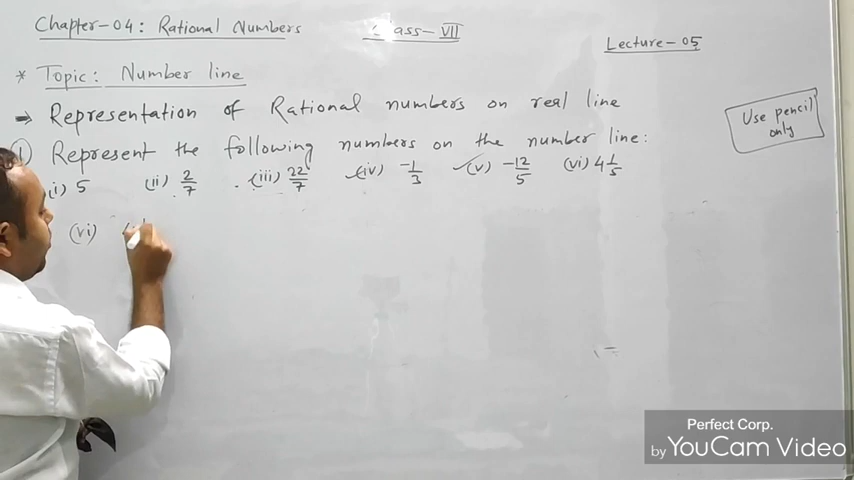 Chapter-04: Rational Numbers Class-VII
Lecture-05
* Topic: Number line
→ Representation of Rational numbers on real line
Use pencil only
1) Represent the following numbers on the number line:
(i) 5 (ii) 2/7 (iii) 22/7 (iv) -1/3 (v) -12/5 (vi) 4 1/5
(vi)
Perfect Corp.
by YouCam Video